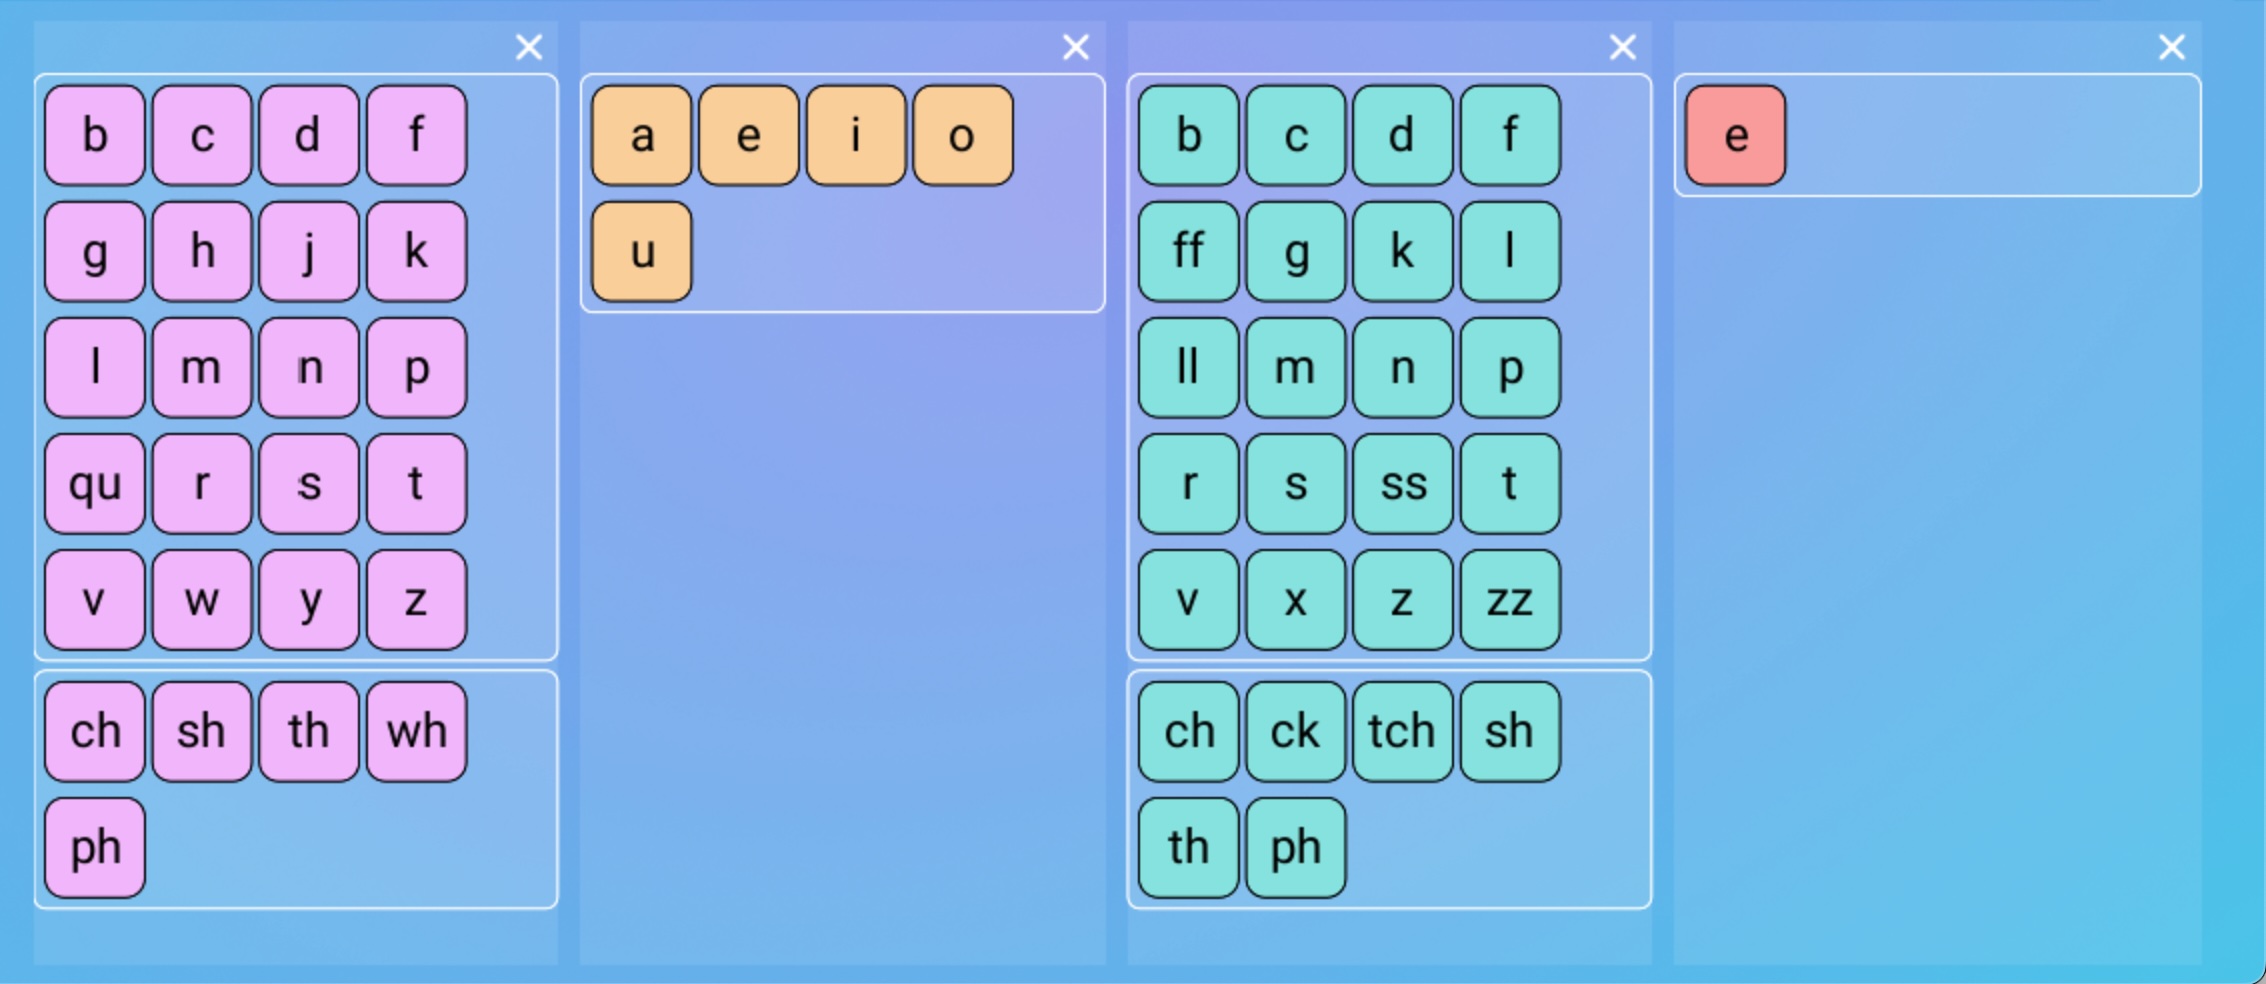 b c d f
g h j k
l m n p
qu r s t
v w y z
ch sh th wh
ph
a e i o
u
b c d f
ff g k l
ll m n p
r s ss t
v x z zz
ch ck tch sh
th ph
e